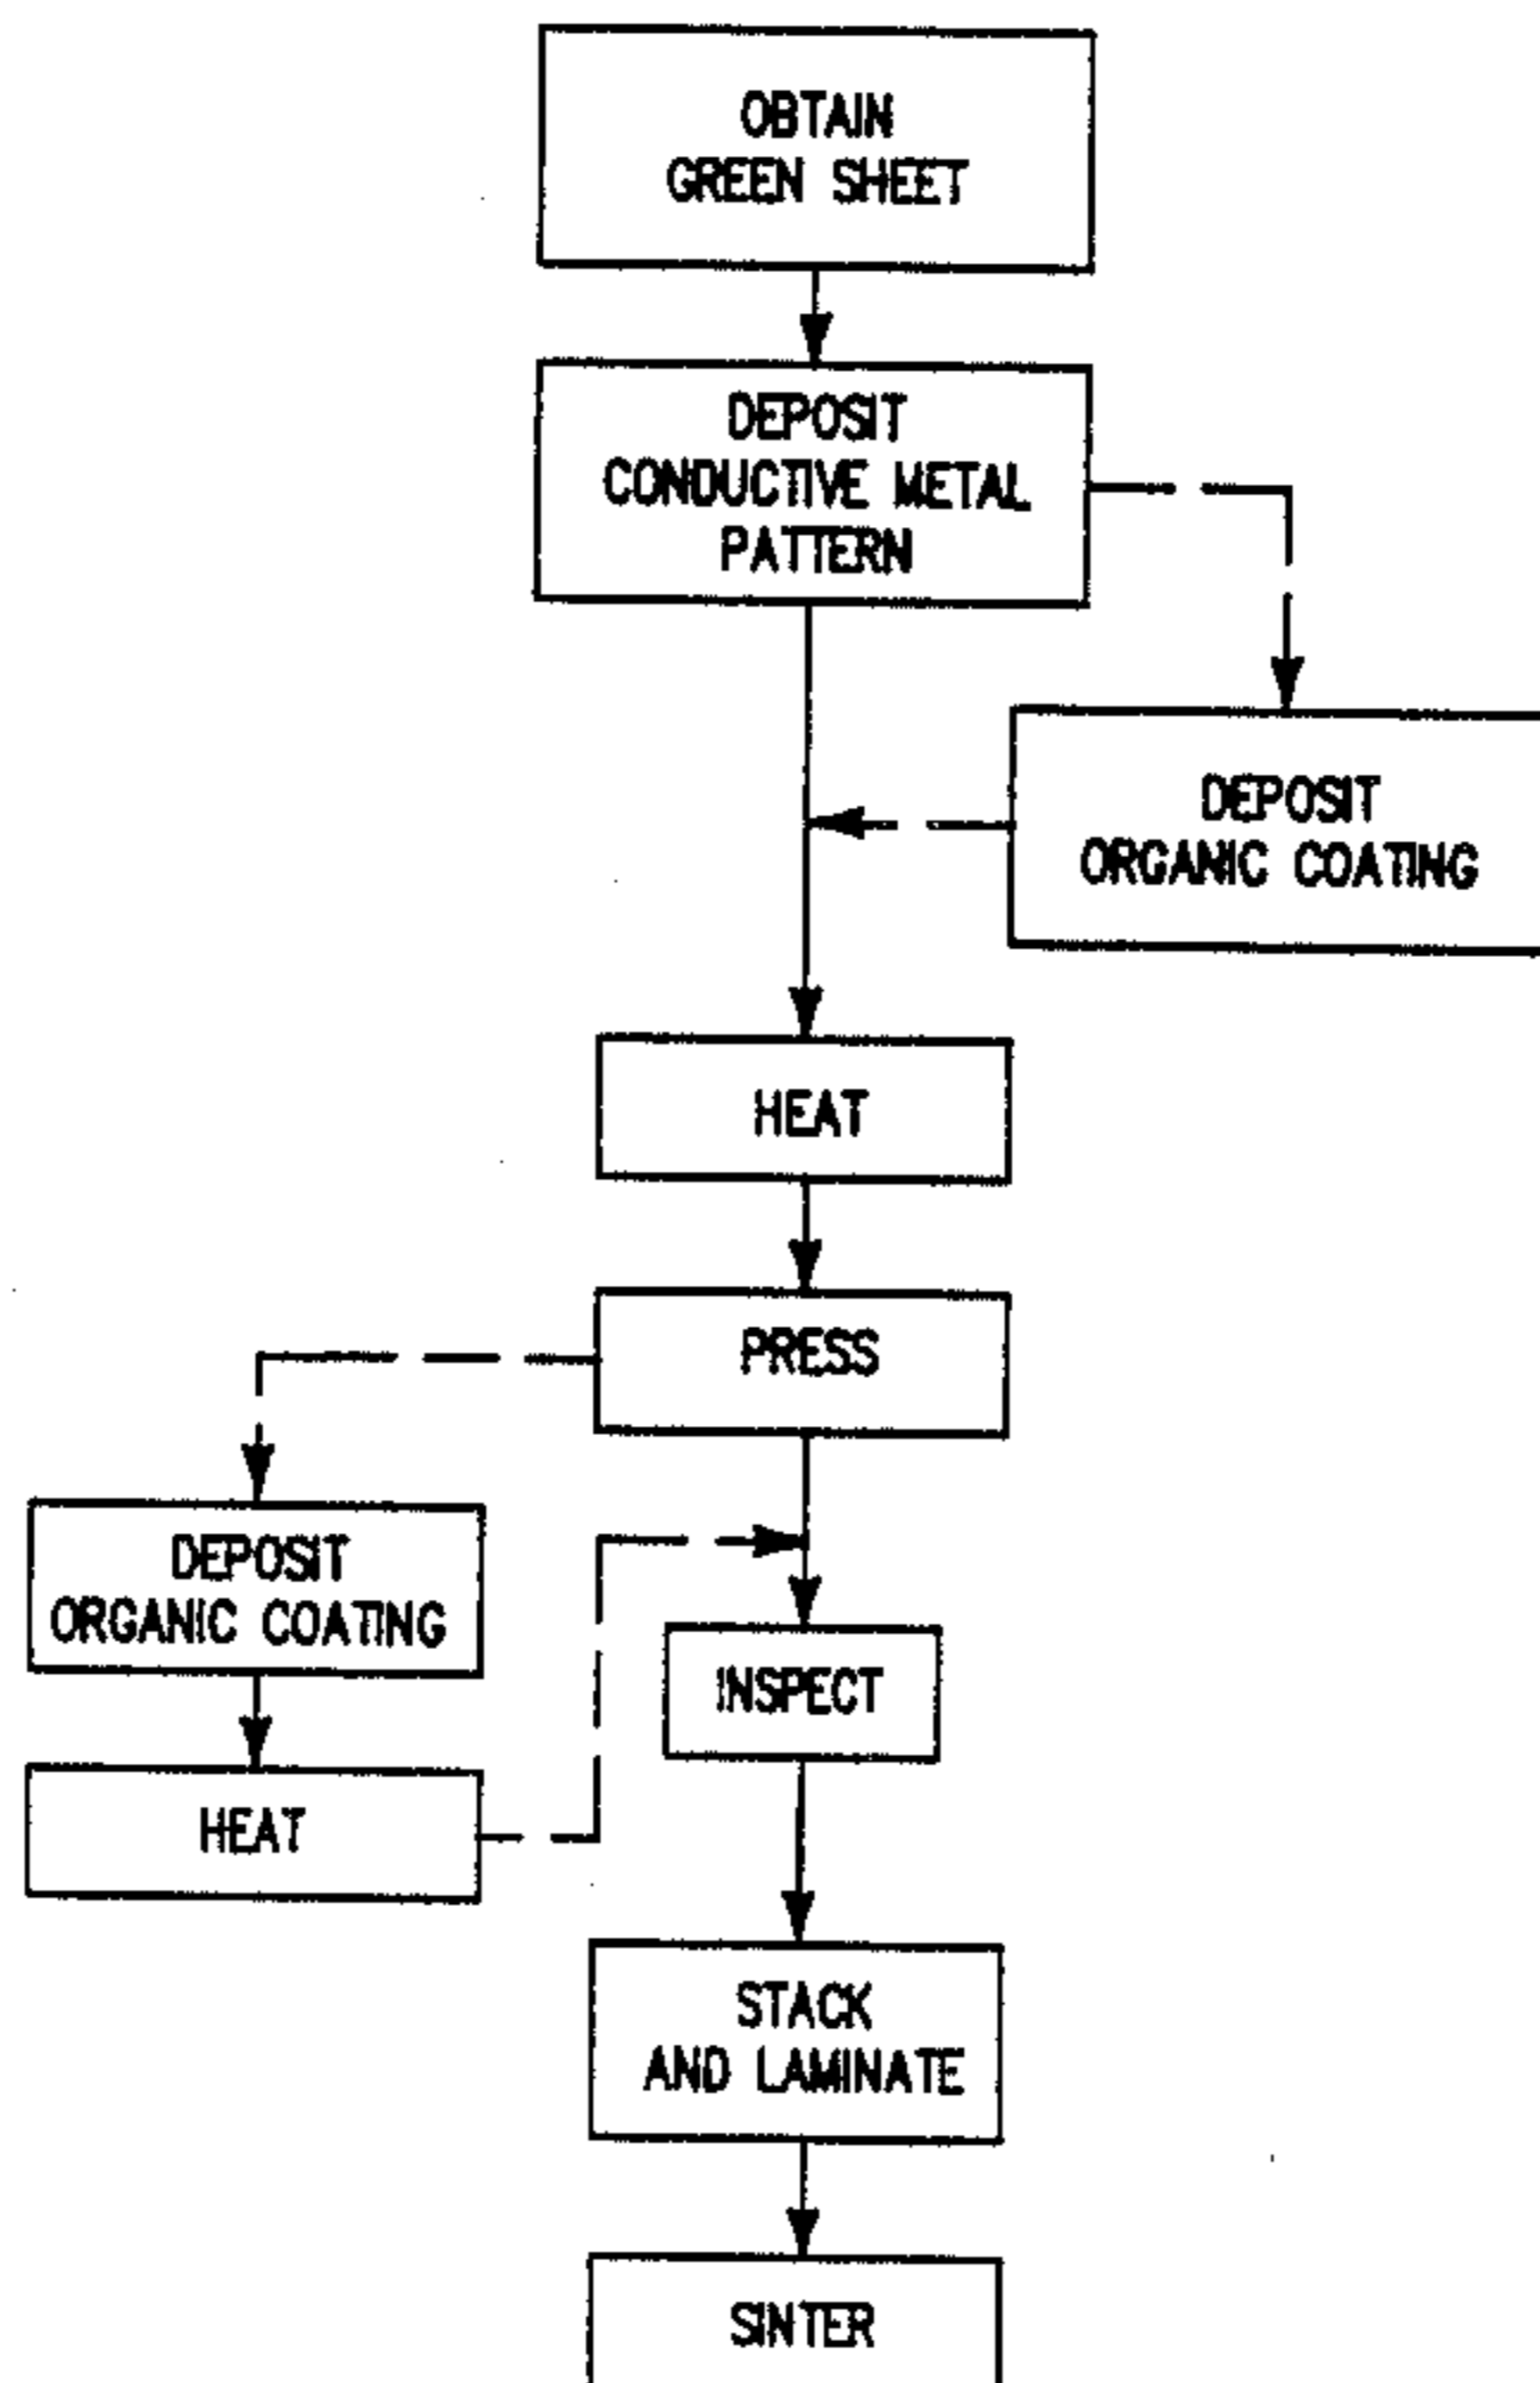 OBTAIN
GREEN SHEET
DEPOSIT
CONDUCTIVE METAL
PATTERN
DEPOSIT
ORGANIC COATING
HEAT
PRESS
DEPOSIT
ORGANIC COATING
INSPECT
HEAT
STACK
AND LAMINATE
SINTER